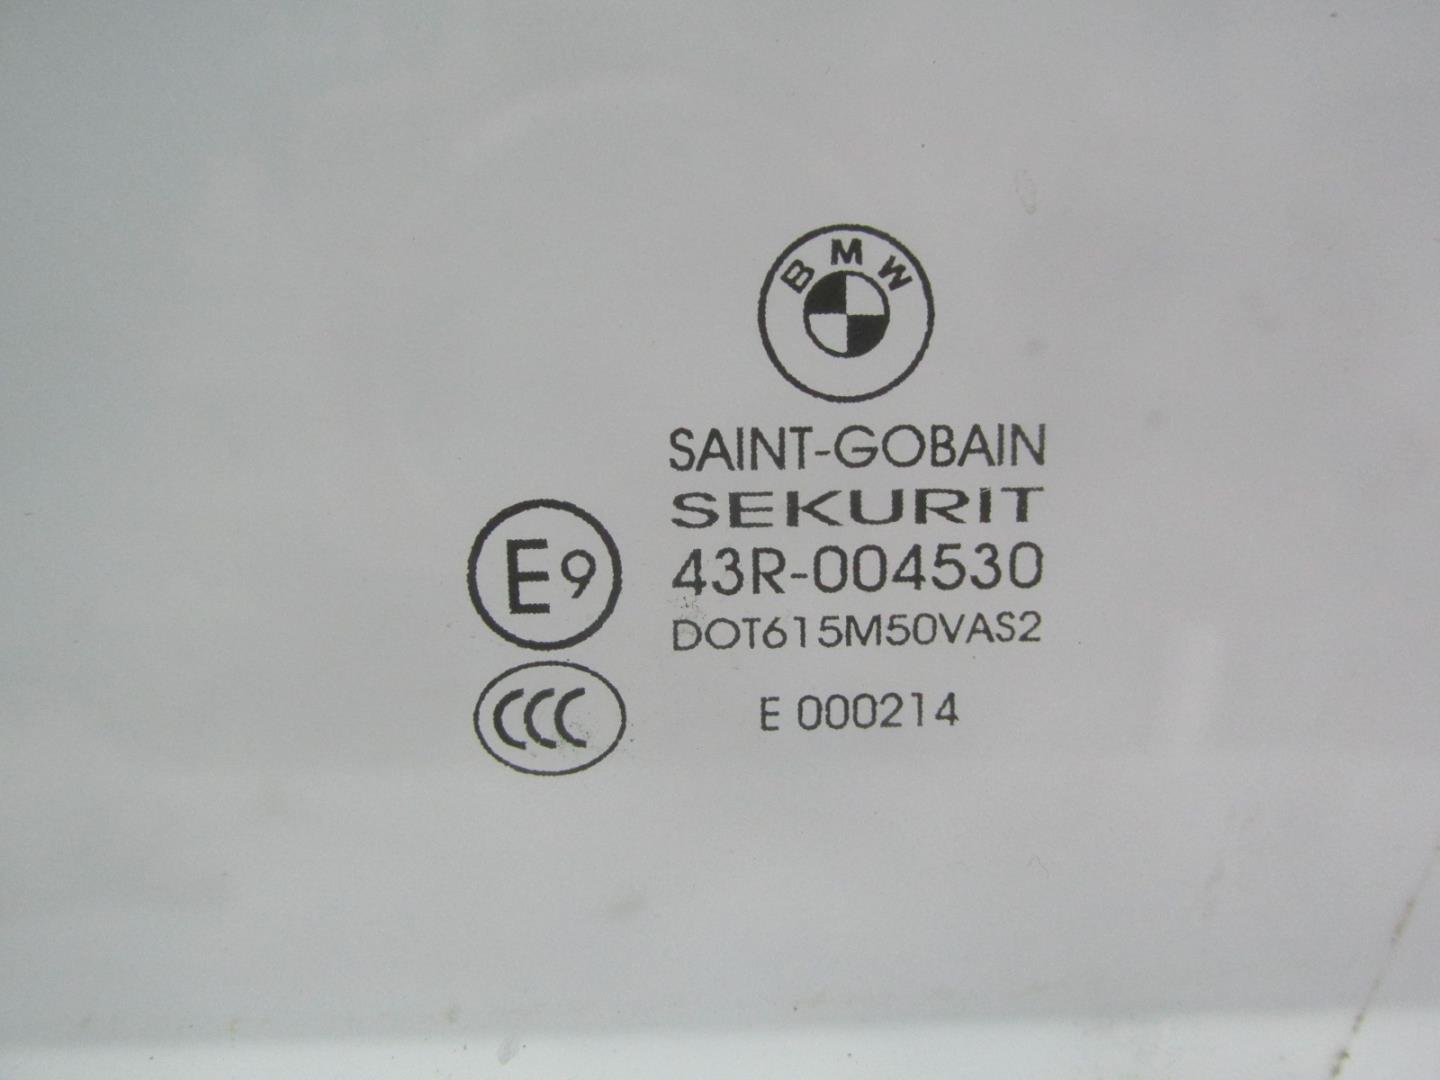 BMW
SAINT-GOBAIN
SEKURIT
E9
43R-004530
DOT615M50VAS2
CCC
E 000214